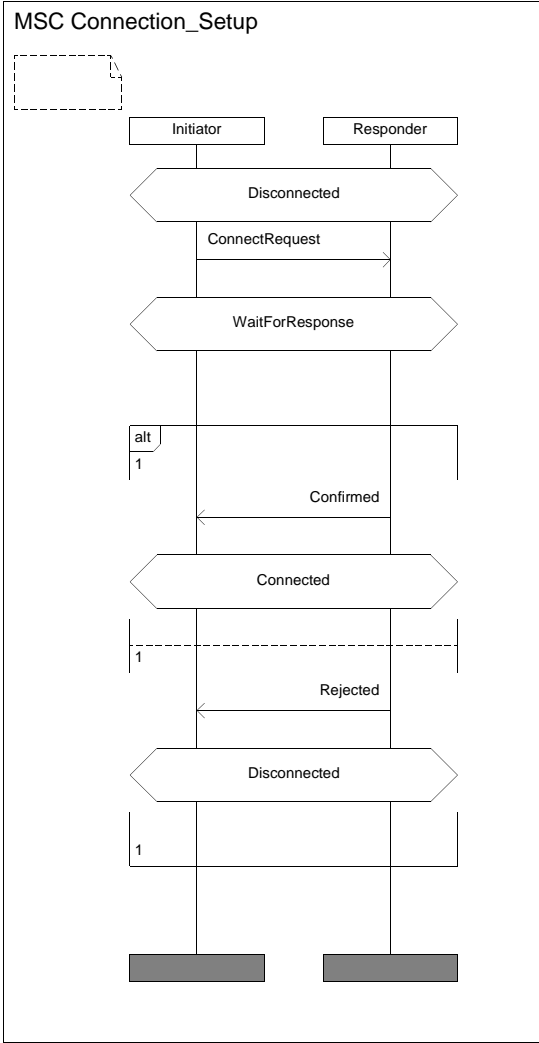 MSC Connection_Setup
Initiator
Responder
Disconnected
ConnectRequest
WaitForResponse
alt
1
Confirmed
Connected
1
Rejected
Disconnected
1